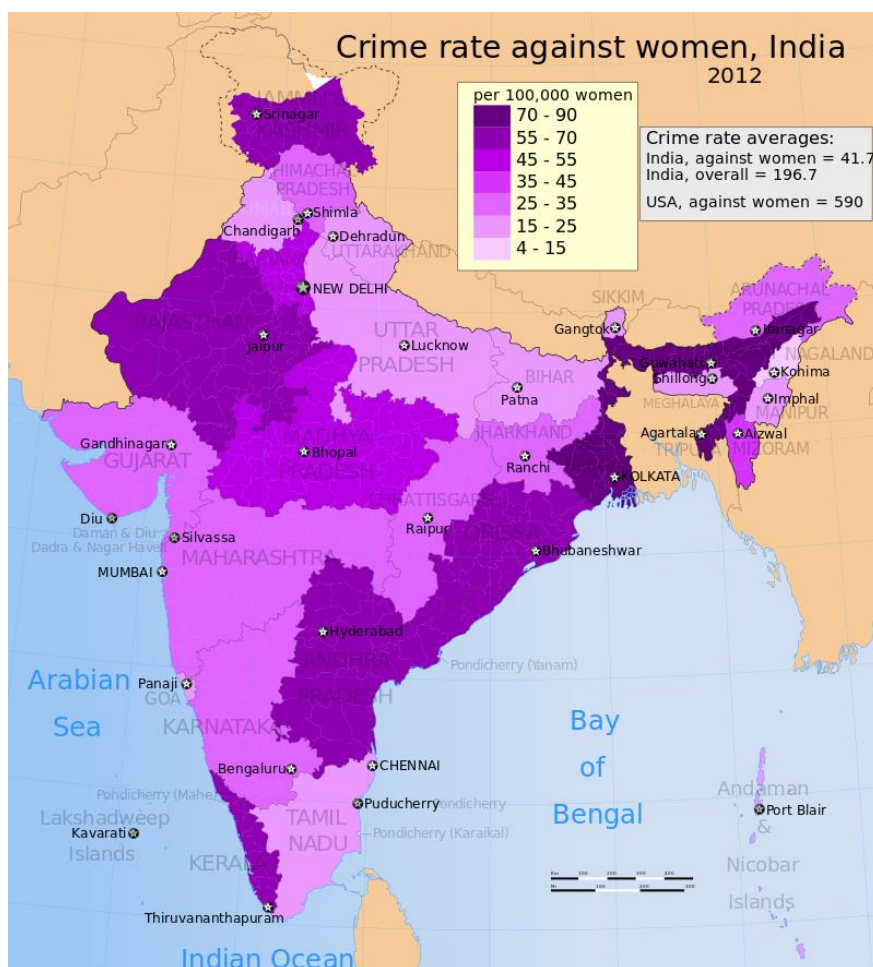 Crime rate against women, India
2012
per 100,000 women
70 - 90
55 - 70
45 - 55
35 - 45
25 - 35
15 - 25
4 - 15
Crime rate averages:
India, against women = 41.7
India, overall = 196.7
USA, against women = 590
JAMMU &
KASHMIR
Srinagar
HIMACHAL
PRADESH
Shimla
Chandigarh
Dehradun
UTTARAKHAND
NEW DELHI
RAJASTHAN
Jaipur
UTTAR
PRADESH
Lucknow
SIKKIM
Gangtok
ARUNACHAL
PRADESH
Itanagar
Guwahati
NAGALAND
Shillong
Kohima
BIHAR
Patna
MEGHALAYA
Imphal
MANIPUR
Agartala
Aizwal
TRIPURA
MIZORAM
Gandhinagar
GUJARAT
MADHYA
PRADESH
Bhopal
JHARKHAND
Ranchi
KOLKATA
CHHATTISGARH
Raipur
ORISSA
Bhubaneshwar
Diu
Daman & Diu
Dadra & Nagar Haveli
Silvassa
MAHARASHTRA
MUMBAI
Hyderabad
ANDHRA
PRADESH
Pondicherry (Yanam)
Arabian
Sea
Panaji
GOA
KARNATAKA
Bay
of
Bengal
Bengaluru
CHENNAI
Pondicherry (Mahe)
Puducherry
Pondicherry
Lakshadweep
Islands
Kavarati
TAMIL
NADU
Pondicherry (Karaikal)
KERALA
Thiruvananthapuram
Andaman
&
Nicobar
Islands
Port Blair
Indian Ocean